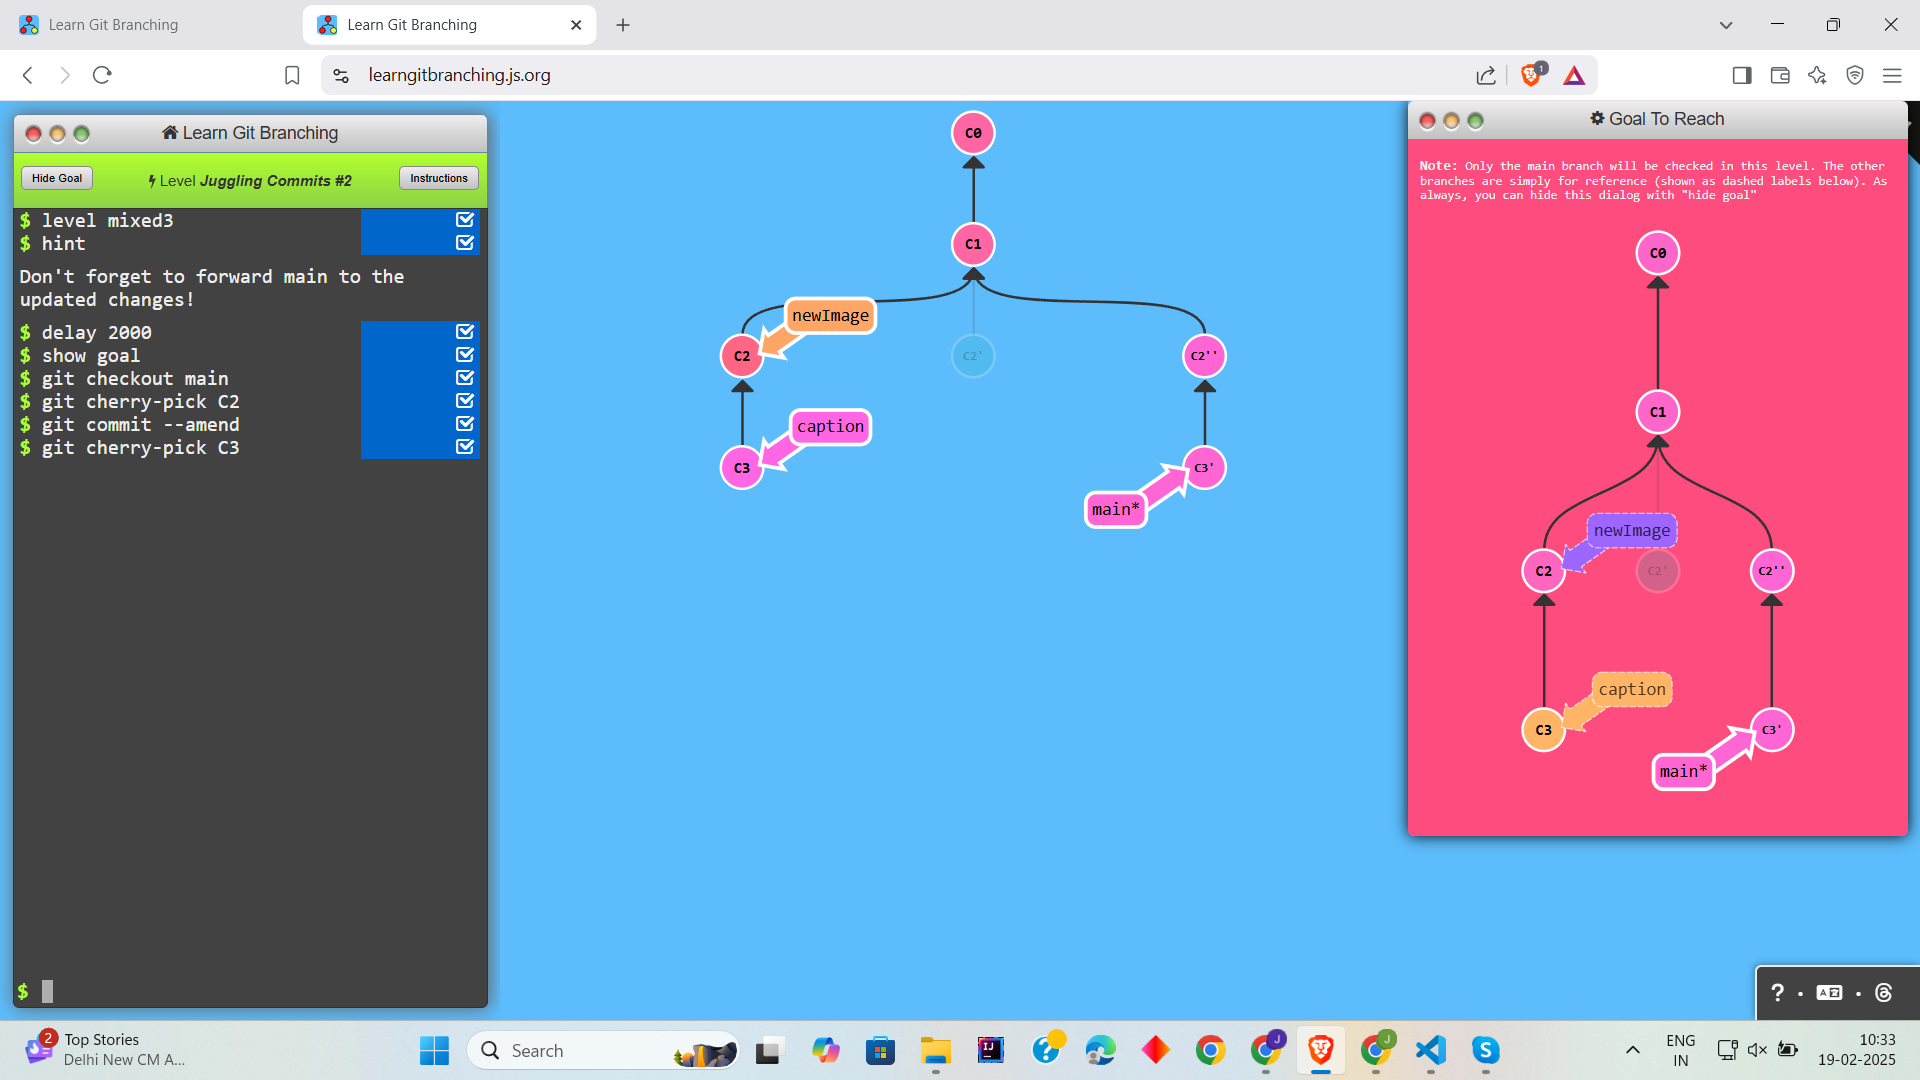 Learn Git Branching
Learn Git Branching
learngitbranching.js.org
1
Learn Git Branching
Hide Goal
Level Juggling Commits #2
Instructions
$ level mixed3
$ hint
Don't forget to forward main to the
updated changes!
$ delay 2000
$ show goal
$ git checkout main
$ git cherry-pick C2
$ git commit --amend
$ git cherry-pick C3
$
C0
C1
newImage
C2
C2'
C2''
caption
C3
C3'
main*
Goal To Reach
Note: Only the main branch will be checked in this level. The other
branches are simply for reference (shown as dashed labels below). As
always, you can hide this dialog with "hide goal"
C0
C1
newImage
C2
C2'
C2''
caption
C3
C3'
main*
?
2
Top Stories
Delhi New CM A...
Search
IJ
J
J
S
ENG
IN
10:33
19-02-2025